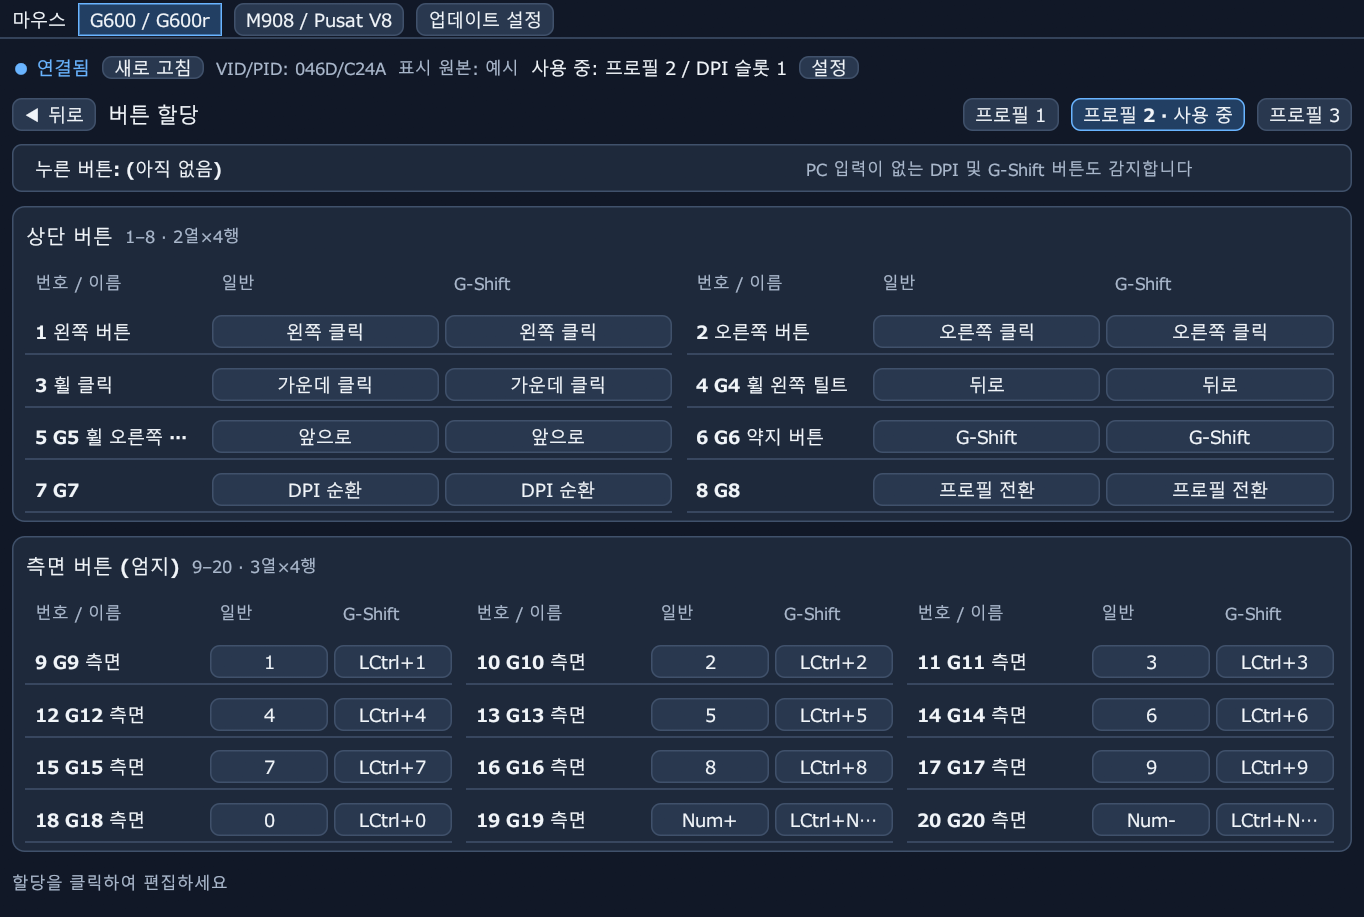 마우스 G600 / G600r M908 / Pusat V8 업데이트 설정
● 연결됨 새로 고침 VID/PID: 046D/C24A 표시 원본: 예시 사용 중: 프로필 2 / DPI 슬롯 1 설정
◀ 뒤로 버튼 할당 프로필 1 프로필 2 · 사용 중 프로필 3
누른 버튼: (아직 없음) PC 입력이 없는 DPI 및 G-Shift 버튼도 감지합니다
상단 버튼 1–8 · 2열×4행
번호 / 이름 일반 G-Shift 번호 / 이름 일반 G-Shift
1 왼쪽 버튼 왼쪽 클릭 왼쪽 클릭 2 오른쪽 버튼 오른쪽 클릭 오른쪽 클릭
3 휠 클릭 가운데 클릭 가운데 클릭 4 G4 휠 왼쪽 틸트 뒤로 뒤로
5 G5 휠 오른쪽 ⋯ 앞으로 앞으로 6 G6 약지 버튼 G-Shift G-Shift
7 G7 DPI 순환 DPI 순환 8 G8 프로필 전환 프로필 전환
측면 버튼 (엄지) 9–20 · 3열×4행
번호 / 이름 일반 G-Shift 번호 / 이름 일반 G-Shift 번호 / 이름 일반 G-Shift
9 G9 측면 1 LCtrl+1 10 G10 측면 2 LCtrl+2 11 G11 측면 3 LCtrl+3
12 G12 측면 4 LCtrl+4 13 G13 측면 5 LCtrl+5 14 G14 측면 6 LCtrl+6
15 G15 측면 7 LCtrl+7 16 G16 측면 8 LCtrl+8 17 G17 측면 9 LCtrl+9
18 G18 측면 0 LCtrl+0 19 G19 측면 Num+ LCtrl+N⋯ 20 G20 측면 Num- LCtrl+N⋯
할당을 클릭하여 편집하세요